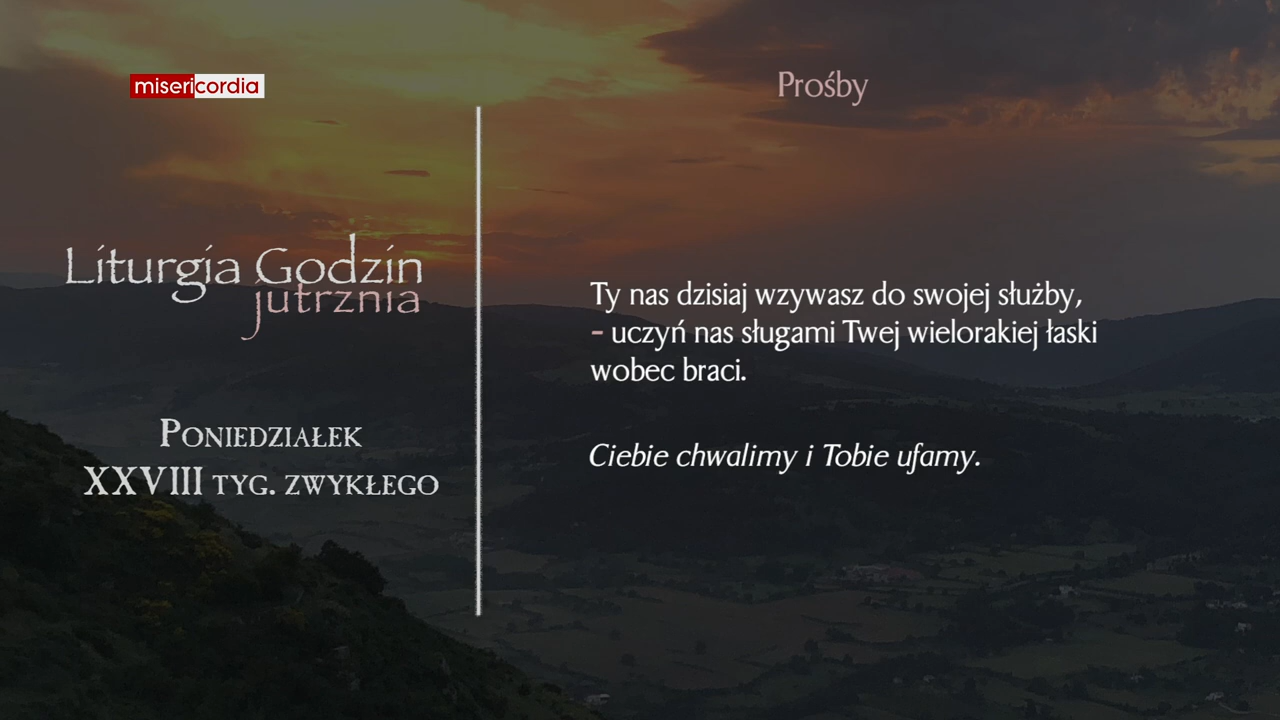 misericordia
Liturgia Godzin
jutrznia
Poniedziałek
XXVIII tyg. zwykłego
Prośby
Ty nas dzisiaj wzywasz do swojej służby,
- uczyń nas sługami Twej wielorakiej łaski
wobec braci.
Ciebie chwalimy i Tobie ufamy.